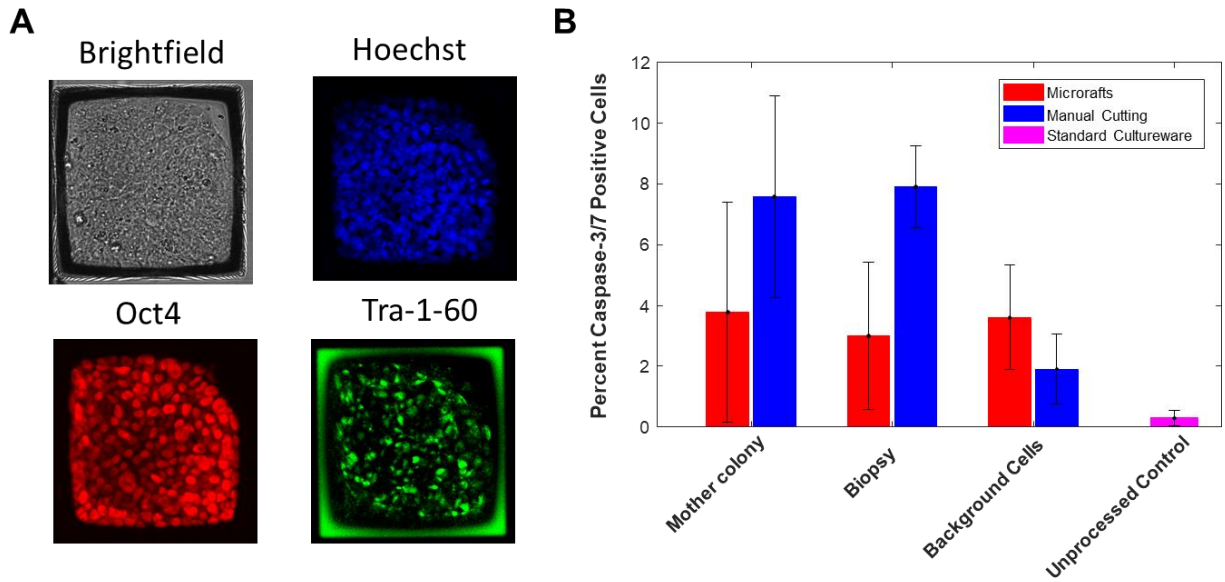 A
Brightfield
Hoechst
Oct4
Tra-1-60
B
Percent Caspase-3/7 Positive Cells
12
10
8
6
4
2
0
Microrafts
Manual Cutting
Standard Cultureware
Mother colony
Biopsy
Background Cells
Unprocessed Control